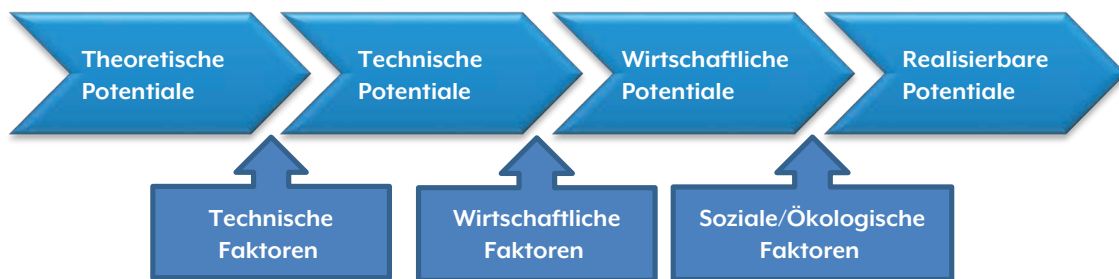 Theoretische
Potentiale
Technische
Potentiale
Wirtschaftliche
Potentiale
Realisierbare
Potentiale
Technische
Faktoren
Wirtschaftliche
Faktoren
Soziale/Ökologische
Faktoren